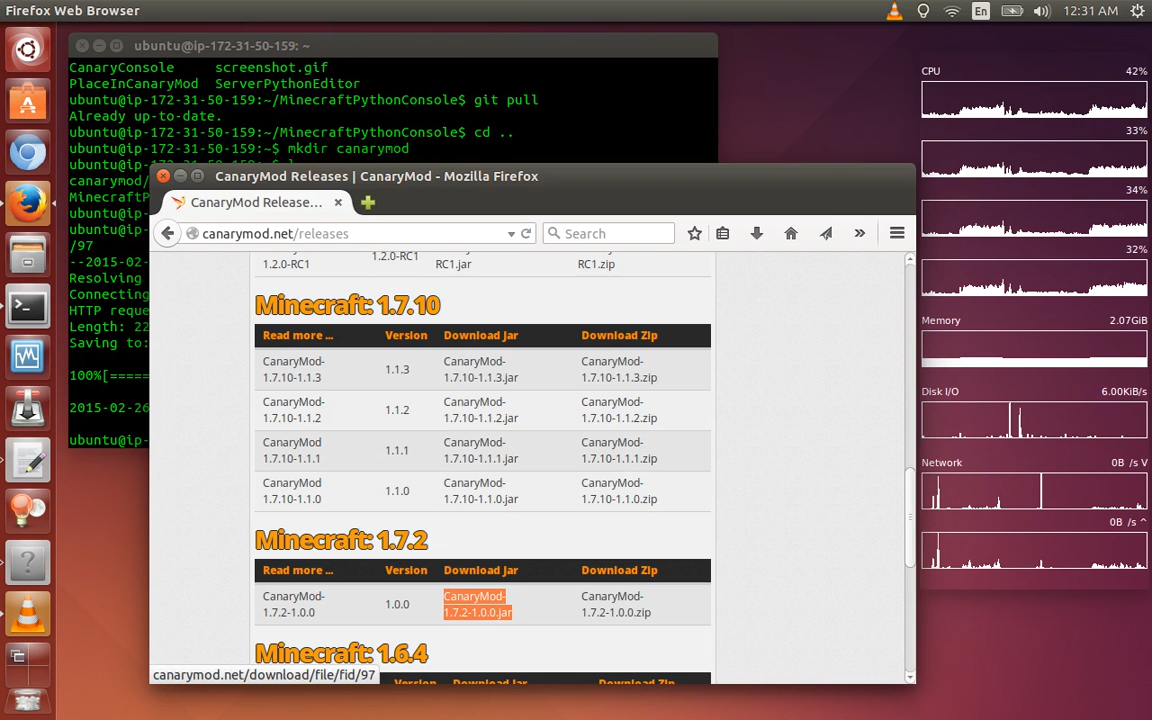 Firefox Web Browser
En
12:31 AM
ubuntu@ip-172-31-50-159: ~
CanaryConsole screenshot.gif
PlaceInCanaryMod ServerPythonEditor
ubuntu@ip-172-31-50-159:~/MinecraftPythonConsole$ git pull
Already up-to-date.
ubuntu@ip-172-31-50-159:~/MinecraftPythonConsole$ cd ..
ubuntu@ip-172-31-50-159:~$ mkdir canarymod
ubuntu@ip-
canarymod/
MinecraftP
ubuntu@ip-
ubuntu@ip-
/97
--2015-02-
Resolving
Connecting
HTTP reque
Length: 22
Saving to:
100%[=====
2015-02-26
ubuntu@ip-
CanaryMod Releases | CanaryMod - Mozilla Firefox
CanaryMod Release...
canarymod.net/releases
Search
1.2.0-RC1 1.2.0-RC1 RC1.jar RC1.zip
Minecraft: 1.7.10
Read more ... Version Download Jar Download Zip
CanaryMod- CanaryMod- CanaryMod-
1.7.10-1.1.3 1.1.3 1.7.10-1.1.3.jar 1.7.10-1.1.3.zip
CanaryMod- CanaryMod- CanaryMod-
1.7.10-1.1.2 1.1.2 1.7.10-1.1.2.jar 1.7.10-1.1.2.zip
CanaryMod CanaryMod- CanaryMod-
1.7.10-1.1.1 1.1.1 1.7.10-1.1.1.jar 1.7.10-1.1.1.zip
CanaryMod CanaryMod- CanaryMod-
1.7.10-1.1.0 1.1.0 1.7.10-1.1.0.jar 1.7.10-1.1.0.zip
Minecraft: 1.7.2
Read more ... Version Download Jar Download Zip
CanaryMod- CanaryMod- CanaryMod-
1.7.2-1.0.0 1.0.0 1.7.2-1.0.0.jar 1.7.2-1.0.0.zip
Minecraft: 1.6.4
Version Download Jar Download Zip
canarymod.net/download/file/fid/97
CPU 42%
33%
34%
32%
Memory 2.07GiB
Disk I/O 6.00KiB/s
Network 0B /s V
0B /s ^